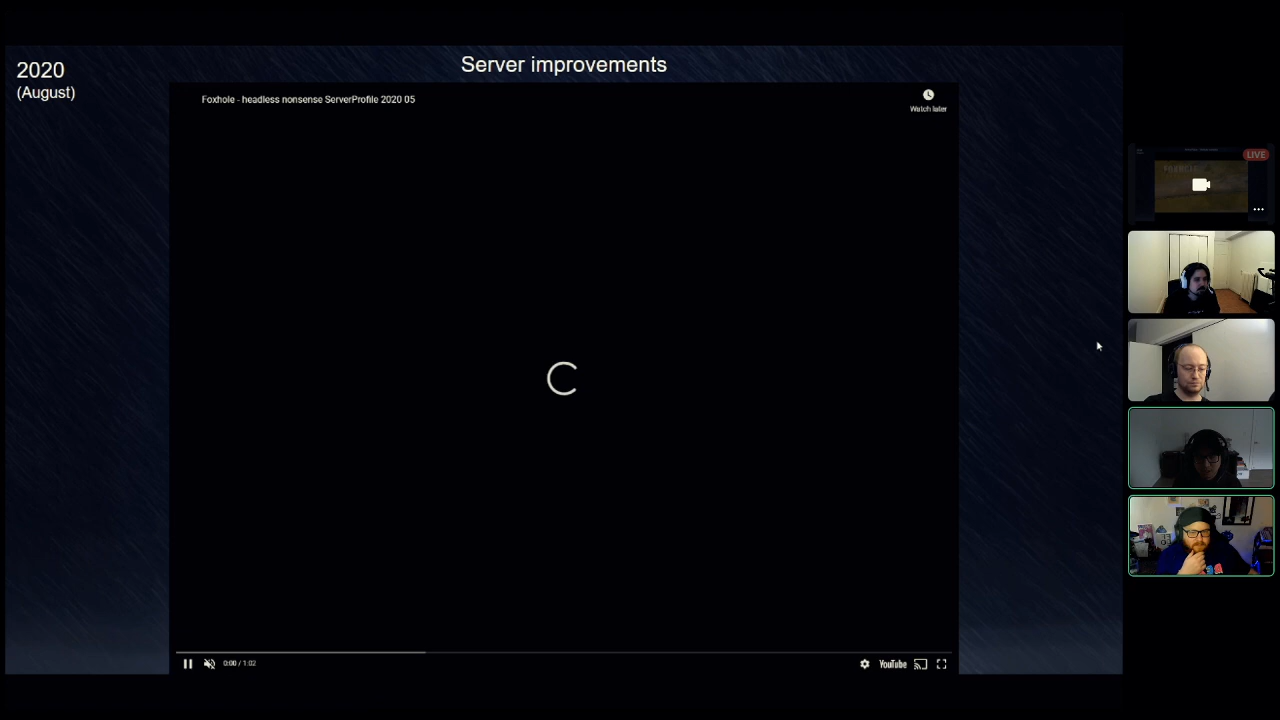 2020
(August)
Server improvements
Foxhole - headless nonsense ServerProfile 2020 05
Watch later
LIVE
0:00 / 1:02
YouTube